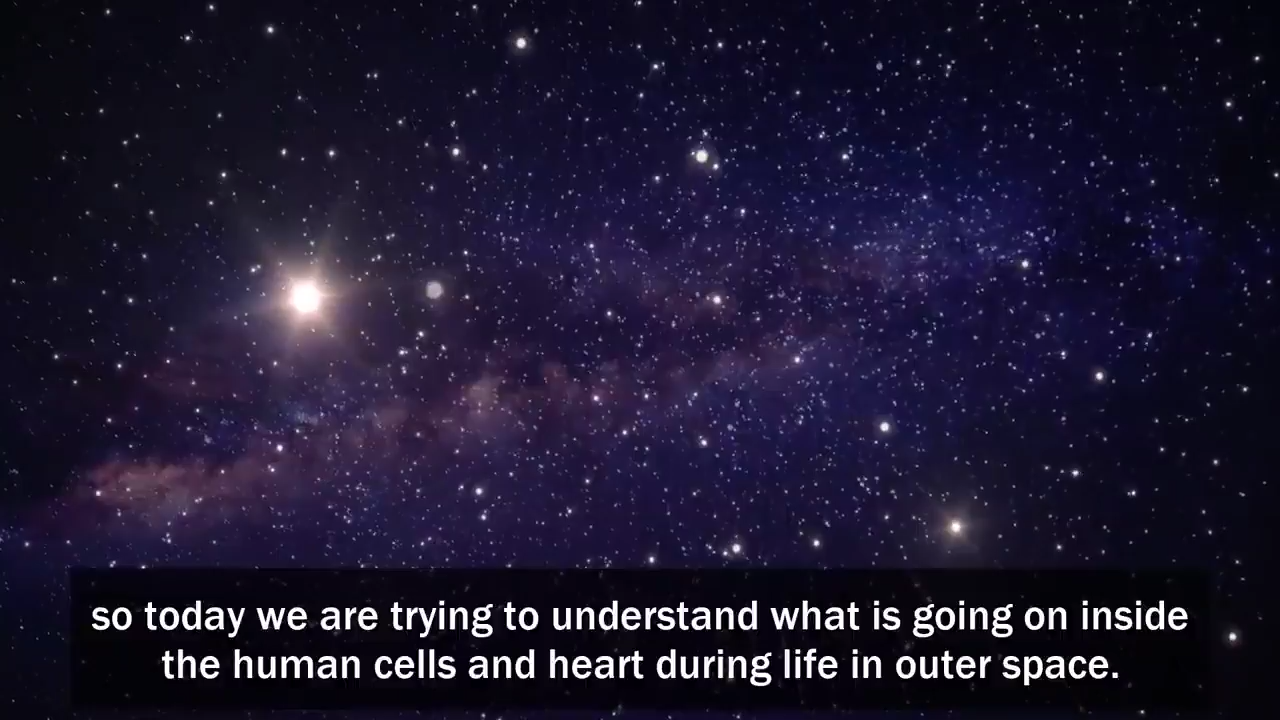 so today we are trying to understand what is going on inside
the human cells and heart during life in outer space.